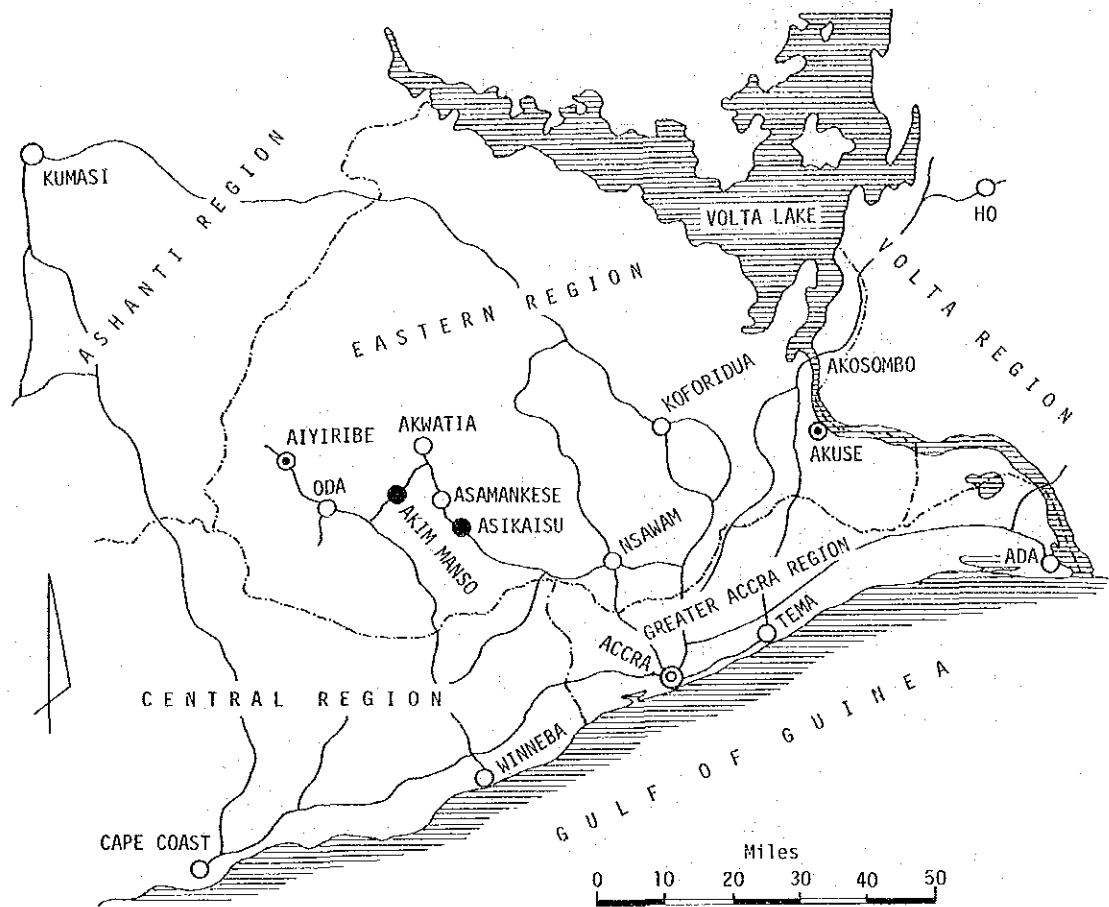 KUMASI
ASHANTI REGION
VOLTA LAKE
HO
VOLTA REGION
EASTERN REGION
KOFORIDUA
AKOSOMBO
AKUSE
AIYIRIBE
AKWATIA
ODA
ASAMANKESE
ASIKAISU
AKIM MANSO
NSAWAM
GREATER ACCRA REGION
ADA
TEMA
ACCRA
CENTRAL REGION
WINNEBA
GULF OF GUINEA
CAPE COAST
Miles
0 10 20 30 40 50